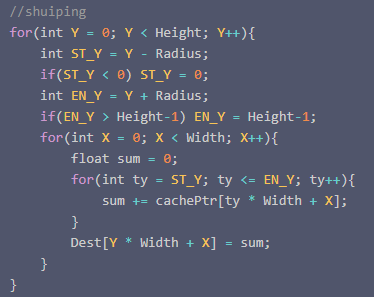 //shuiping
for(int Y = 0; Y < Height; Y++){
    int ST_Y = Y - Radius;
    if(ST_Y < 0) ST_Y = 0;
    int EN_Y = Y + Radius;
    if(EN_Y > Height-1) EN_Y = Height-1;
    for(int X = 0; X < Width; X++){
        float sum = 0;
        for(int ty = ST_Y; ty <= EN_Y; ty++){
            sum += cachePtr[ty * Width + X];
        }
        Dest[Y * Width + X] = sum;
    }
}